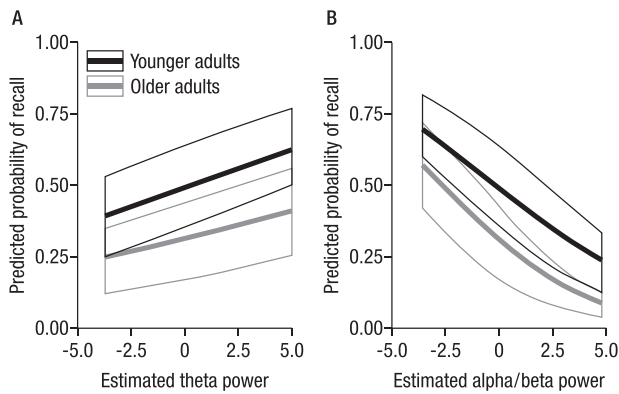 A
B
1.00
0.75
0.50
0.25
0.00
Predicted probability of recall
Younger adults
Older adults
-5.0 -2.5 0 2.5 5.0
Estimated theta power
1.00
0.75
0.50
0.25
0.00
Predicted probability of recall
-5.0 -2.5 0 2.5 5.0
Estimated alpha/beta power